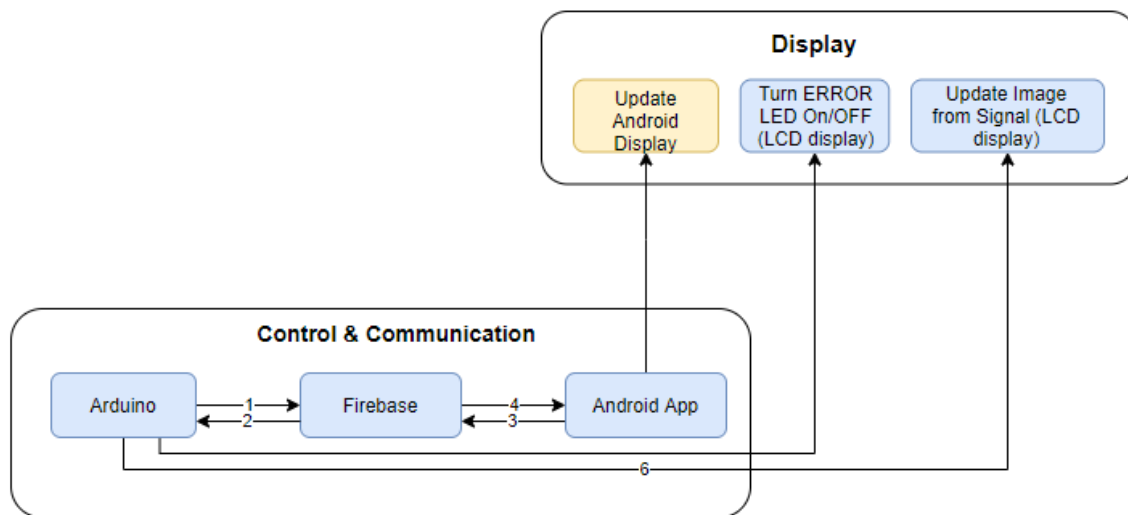 Display
Update
Android
Display
Turn ERROR
LED On/OFF
(LCD display)
Update Image
from Signal (LCD
display)
Control & Communication
Arduino
1
2
Firebase
4
3
Android App
6